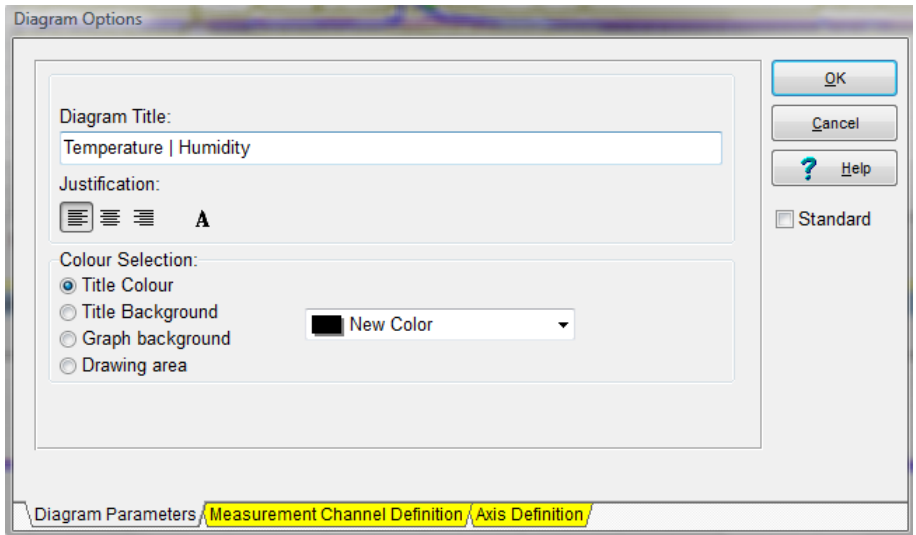 Diagram Options
Diagram Title:
Temperature | Humidity
Justification:
A
Colour Selection:
Title Colour
Title Background
Graph background
Drawing area
New Color
OK
Cancel
? Help
Standard
Diagram Parameters Measurement Channel Definition Axis Definition